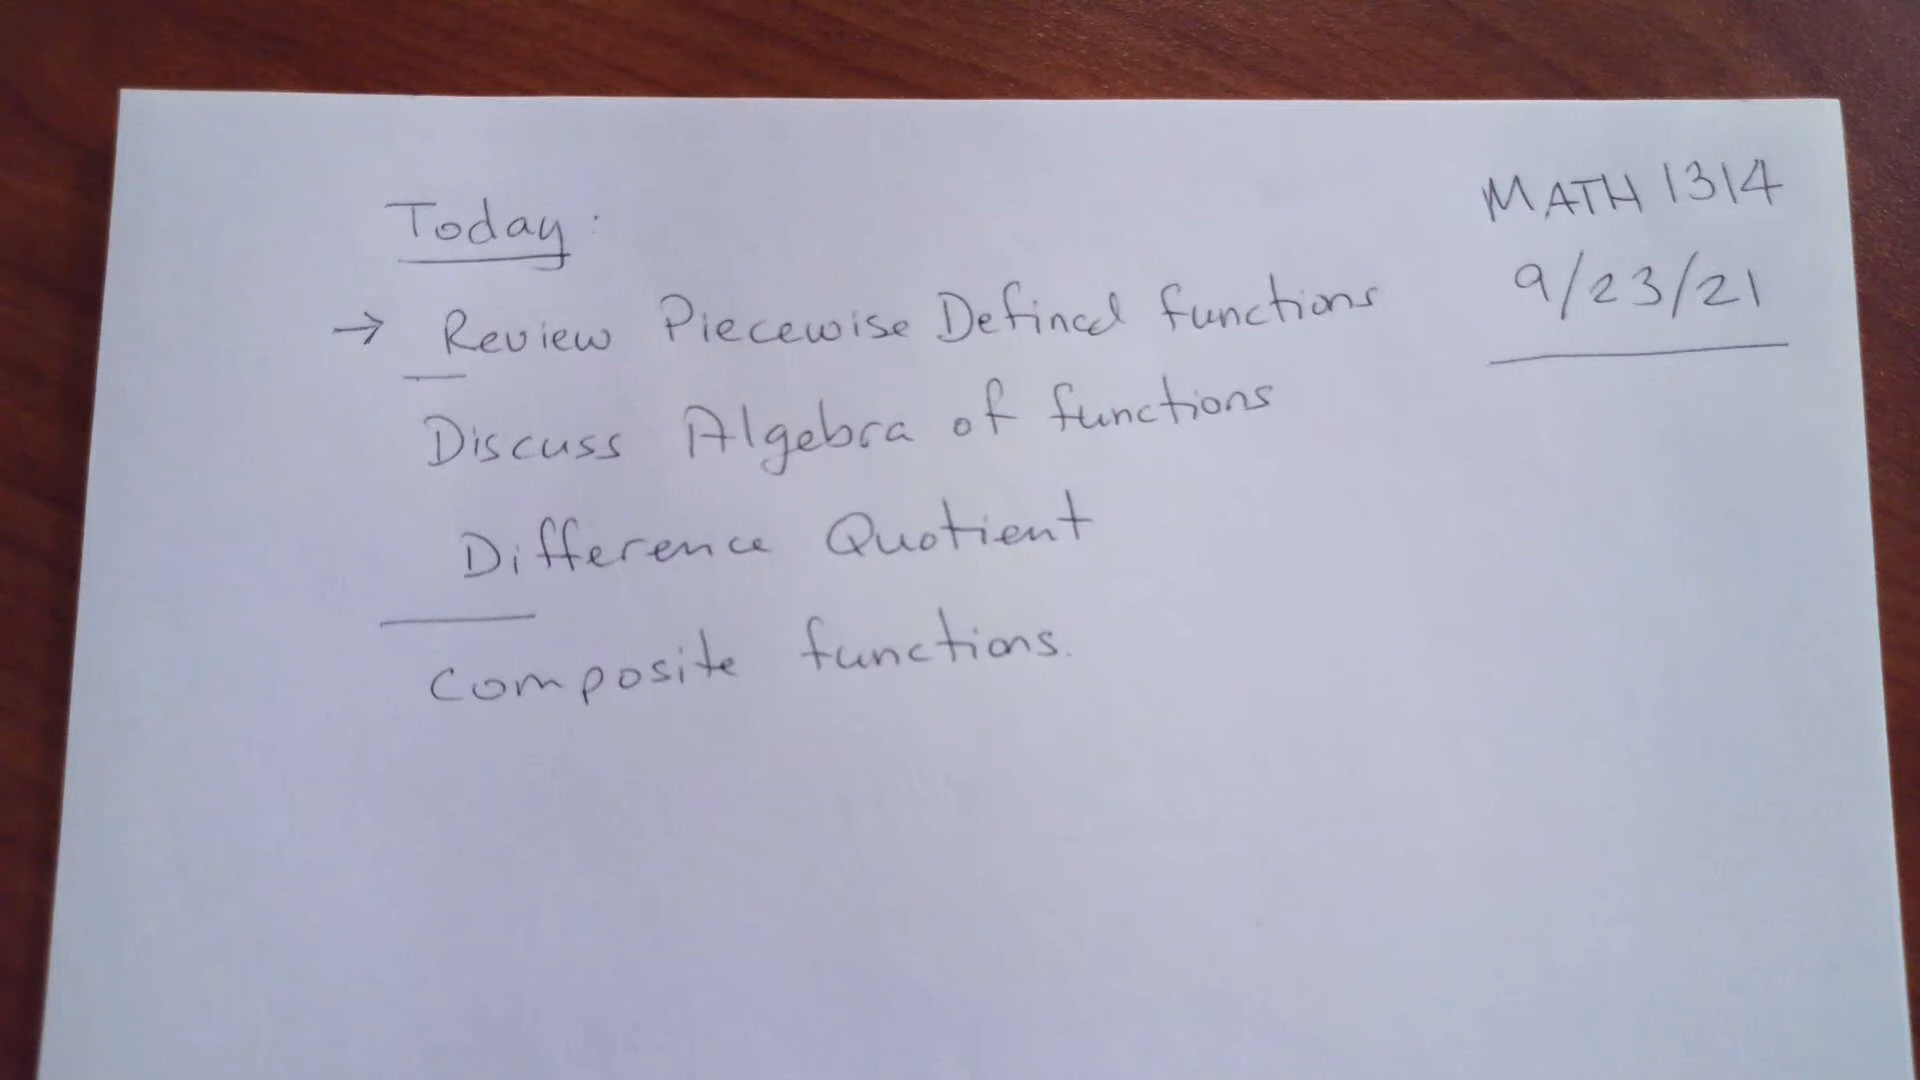 Today:
MATH 1314
9/23/21
→ Review Piecewise Defined functions
Discuss Algebra of functions
Difference Quotient
Composite functions.